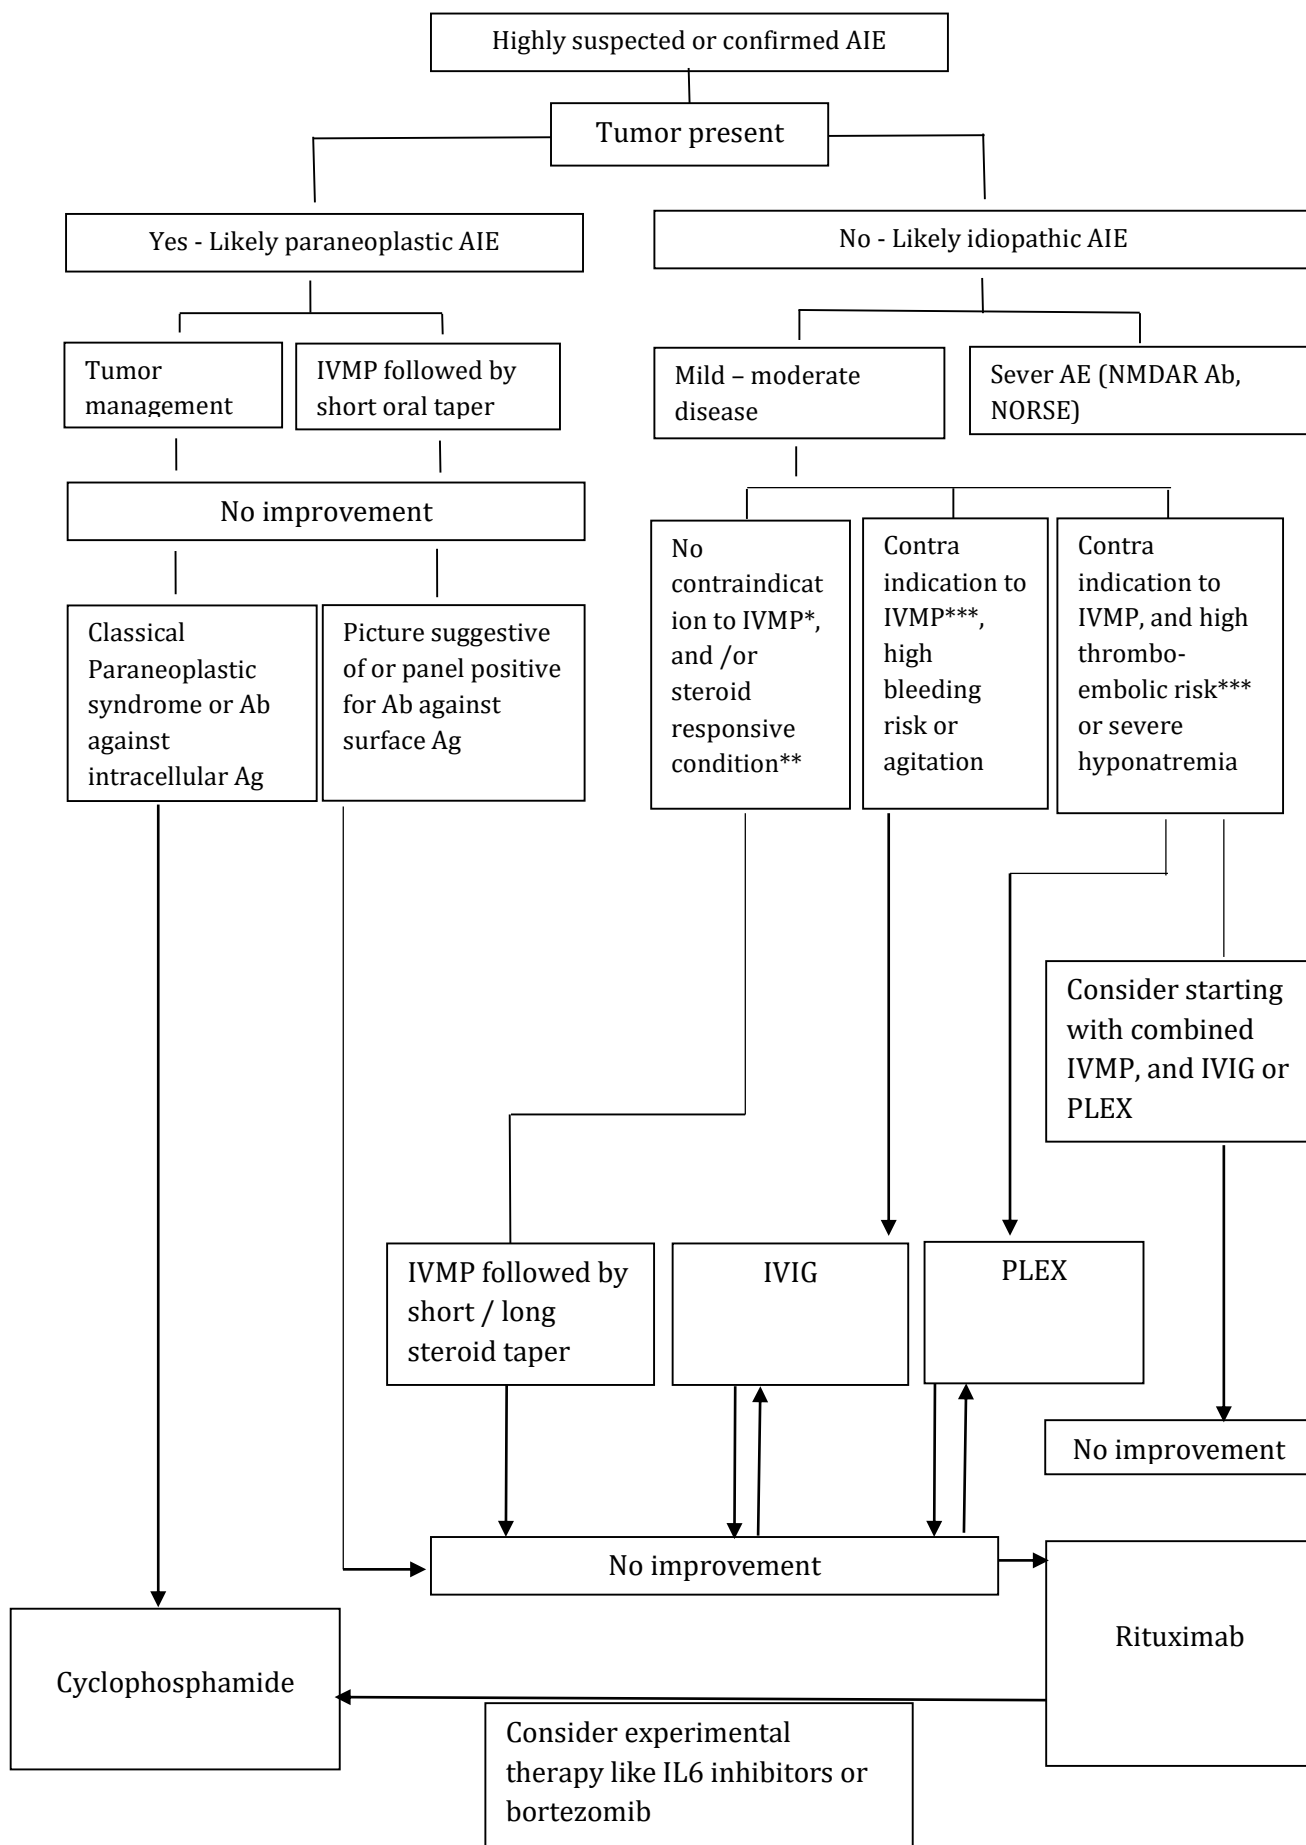 Highly suspected or confirmed AIE
Tumor present
Yes - Likely paraneoplastic AIE
No - Likely idiopathic AIE
Tumor
management
IVMP followed by
short oral taper
Mild – moderate
disease
Sever AE (NMDAR Ab,
NORSE)
No improvement
Classical
Paraneoplastic
syndrome or Ab
against
intracellular Ag
Picture suggestive
of or panel positive
for Ab against
surface Ag
No
contraindicat
ion to IVMP*,
and /or
steroid
responsive
condition**
Contra
indication to
IVMP***,
high
bleeding
risk or
agitation
Contra
indication to
IVMP, and high
thrombo-
embolic risk***
or severe
hyponatremia
Consider starting
with combined
IVMP, and IVIG or
PLEX
IVMP followed by
short / long
steroid taper
IVIG
PLEX
No improvement
No improvement
Rituximab
Cyclophosphamide
Consider experimental
therapy like IL6 inhibitors or
bortezomib